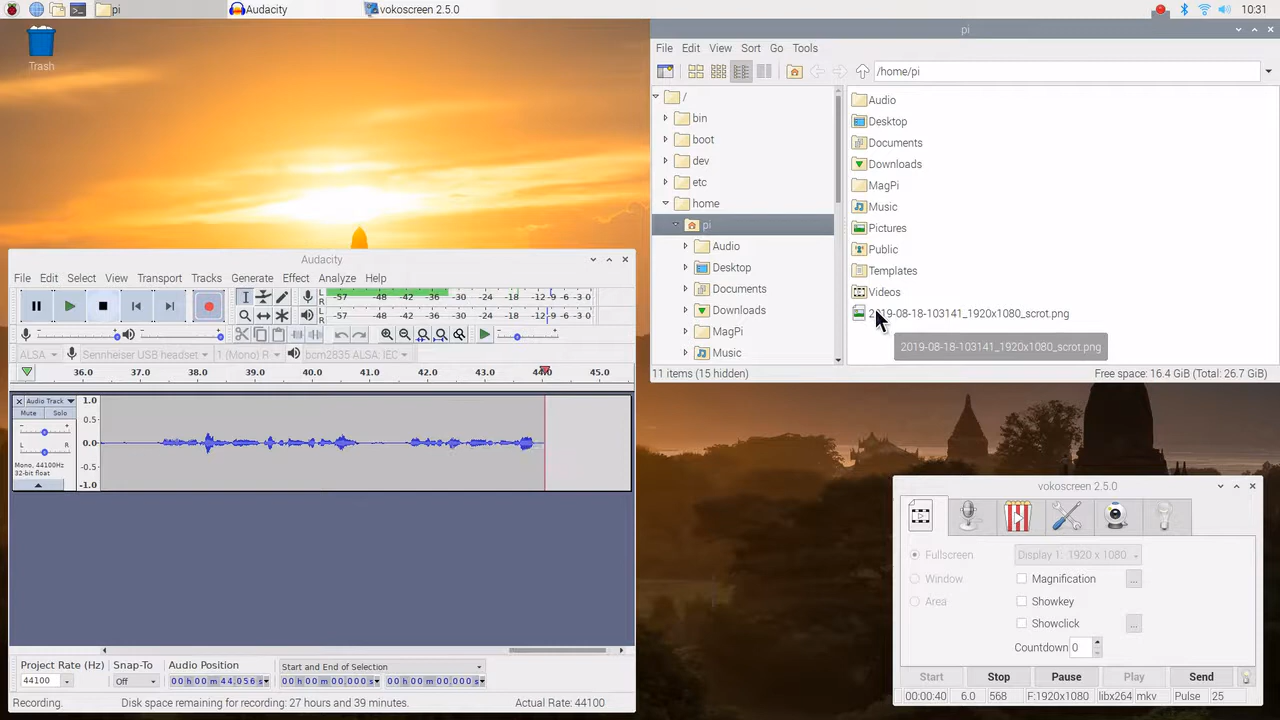 pi
Audacity
vokoscreen 2.5.0
10:31
Trash
pi
File Edit View Sort Go Tools
/home/pi
/
bin
boot
dev
etc
home
pi
Audio
Desktop
Documents
Downloads
MagPi
Music
Audio
Desktop
Documents
Downloads
MagPi
Music
Pictures
Public
Templates
Videos
2019-08-18-103141_1920x1080_scrot.png
2019-08-18-103141_1920x1080_scrot.png
11 items (15 hidden)
Free space: 16.4 GiB (Total: 26.7 GiB)
Audacity
File Edit Select View Transport Tracks Generate Effect Analyze Help
L R -57 -48 -42 -36 -30 -24 -18 -12 -9 -6 -3 0
L R -57 -48 -42 -36 -30 -24 -18 -12 -9 -6 -3 0
ALSA
Sennheiser USB headset
1 (Mono) R
bcm2835 ALSA: IEC
36.0 37.0 38.0 39.0 40.0 41.0 42.0 43.0 44.0 45.0
Audio Track
Mute Solo
L R
Mono, 44100Hz
32-bit float
1.0
0.5
0.0
-0.5
-1.0
Project Rate (Hz)
44100
Snap-To
Off
Audio Position
00 h 00 m 44.056 s
Start and End of Selection
00 h 00 m 00.000 s
00 h 00 m 00.000 s
Recording.
Disk space remaining for recording: 27 hours and 39 minutes.
Actual Rate: 44100
vokoscreen 2.5.0
Fullscreen
Display 1: 1920 x 1080
Window
Magnification
...
Area
Showkey
Showclick
...
Countdown 0
Start Stop Pause Play Send
00:00:40 6.0 568 F:1920x1080 libx264 mkv Pulse 25